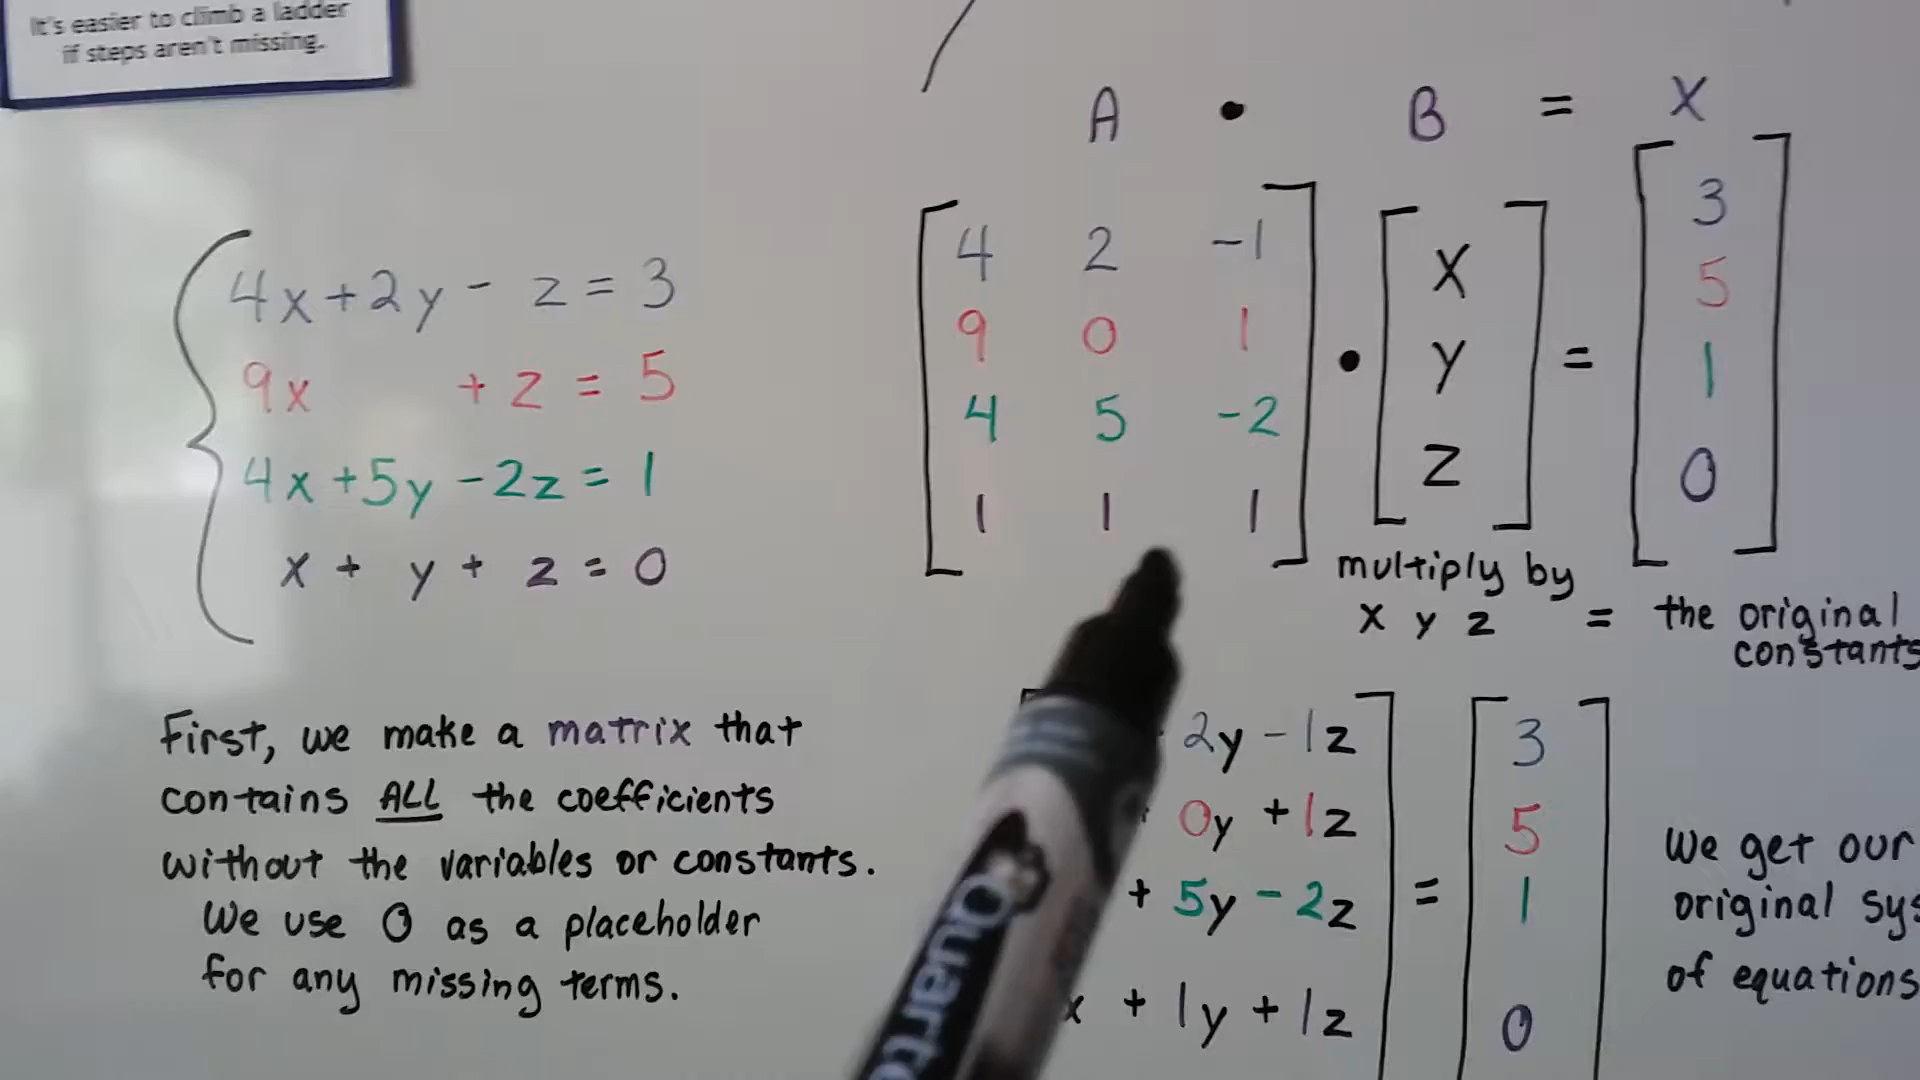 It's easier to climb a ladder
if steps aren't missing.
A • B = X
4x + 2y - z = 3
9x + z = 5
4x + 5y - 2z = 1
x + y + z = 0
4 2 -1
9 0 1
4 5 -2
1 1 1
•
x
y
z
=
3
5
1
0
multiply by
x y z = the original
constants
First, we make a matrix that
contains ALL the coefficients
without the variables or constants.
We use 0 as a placeholder
for any missing terms.
2y - 1z
0y + 1z
+ 5y - 2z
x + 1y + 1z
=
3
5
1
0
We get our
original sys
of equations
Quart